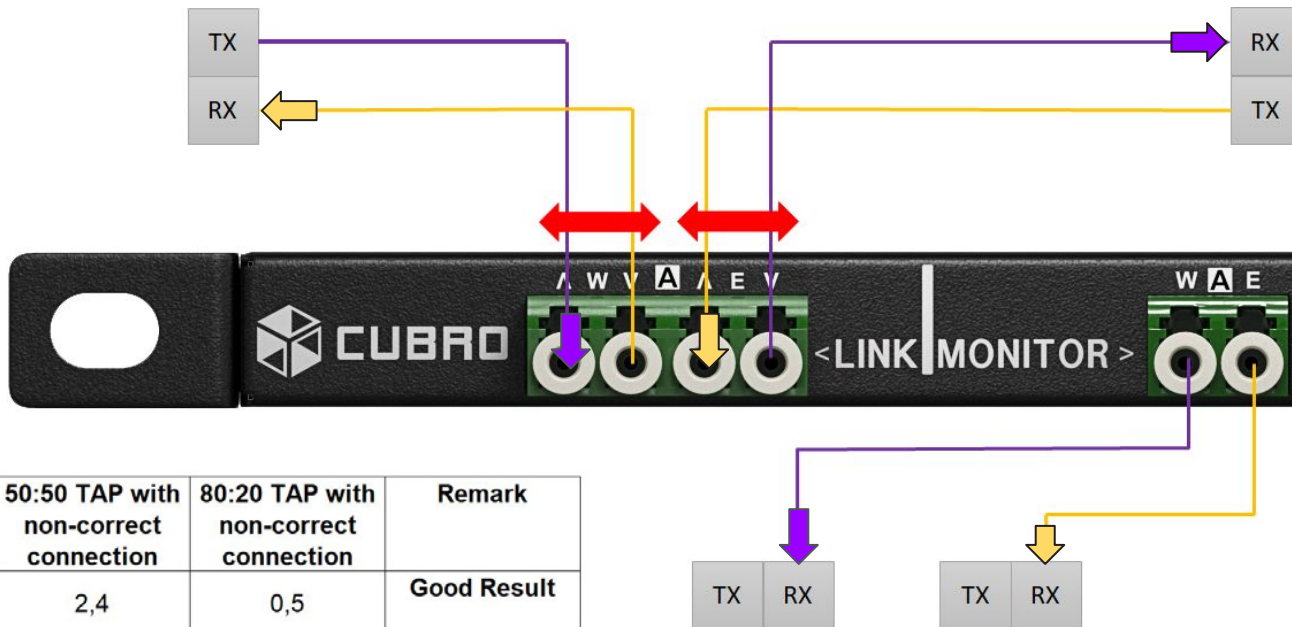 TX
RX
RX
TX
Λ W V A Λ E V
CUBRO
<LINK MONITOR >
W A E
50:50 TAP with non-correct connection
80:20 TAP with non-correct connection
Remark
2,4
0,5
Good Result
TX
RX
TX
RX